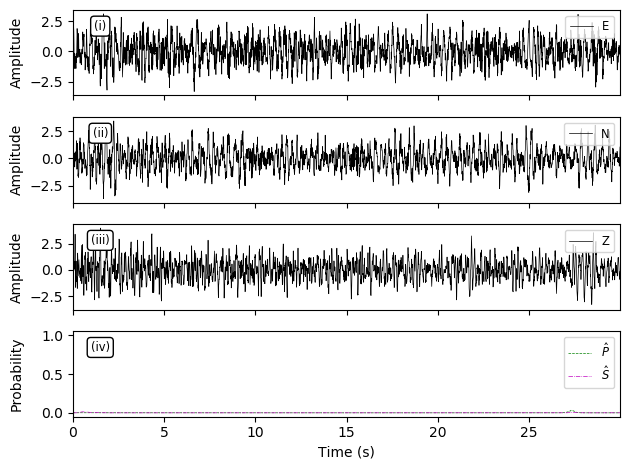 (i)
E
Amplitude
2.5
0.0
−2.5
(ii)
N
Amplitude
2.5
0.0
−2.5
(iii)
Z
Amplitude
2.5
0.0
−2.5
(iv)
P̂
Ŝ
Probability
1.0
0.5
0.0
0 5 10 15 20 25
Time (s)